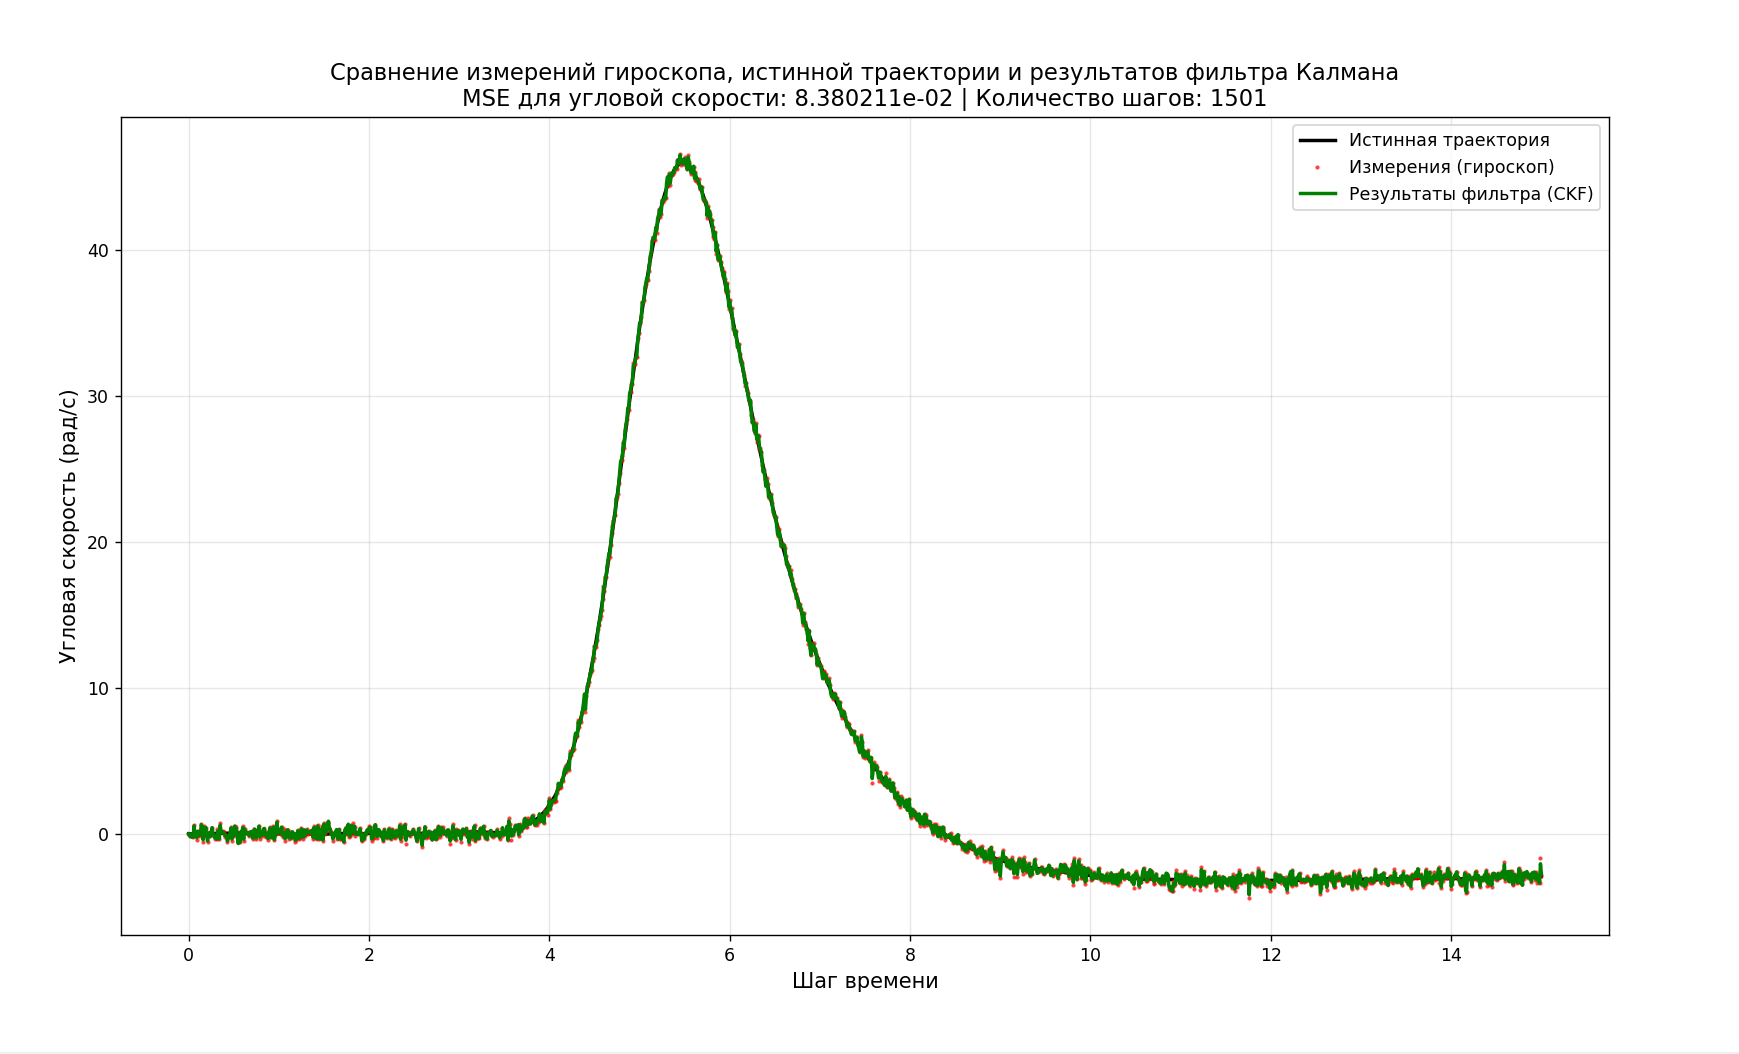 Сравнение измерений гироскопа, истинной траектории и результатов фильтра Калмана
MSE для угловой скорости: 8.380211e-02 | Количество шагов: 1501
Истинная траектория
Измерения (гироскоп)
Результаты фильтра (CKF)
Угловая скорость (рад/с)
40
30
20
10
0
0 2 4 6 8 10 12 14
Шаг времени